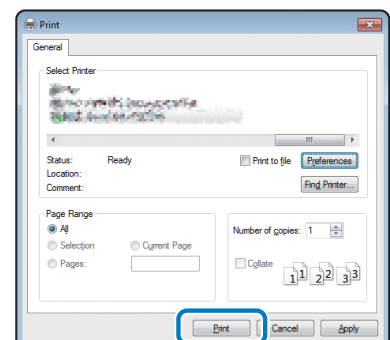 Print
General
Select Printer
Status: Ready
Print to file
Preferences
Location:
Comment:
Find Printer...
Page Range
All
Selection
Current Page
Pages:
Number of copies: 1
Collate
1 1 2 2 3 3
Print
Cancel
Apply